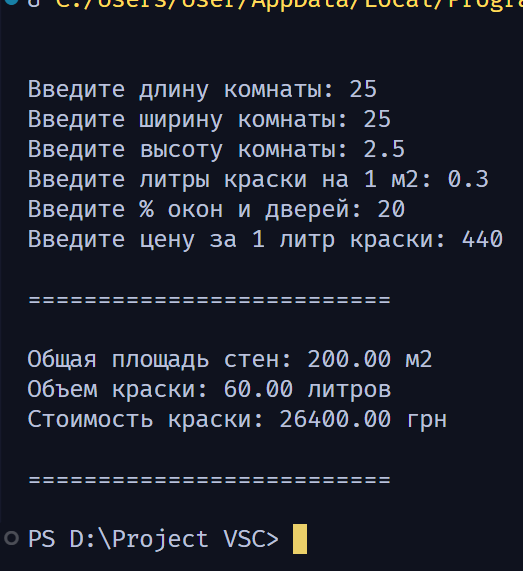 C:/Users/User/AppData/Local/Progra
Введите длину комнаты: 25
Введите ширину комнаты: 25
Введите высоту комнаты: 2.5
Введите литры краски на 1 м2: 0.3
Введите % окон и дверей: 20
Введите цену за 1 литр краски: 440
==========================
Общая площадь стен: 200.00 м2
Объем краски: 60.00 литров
Стоимость краски: 26400.00 грн
==========================
PS D:\Project VSC>